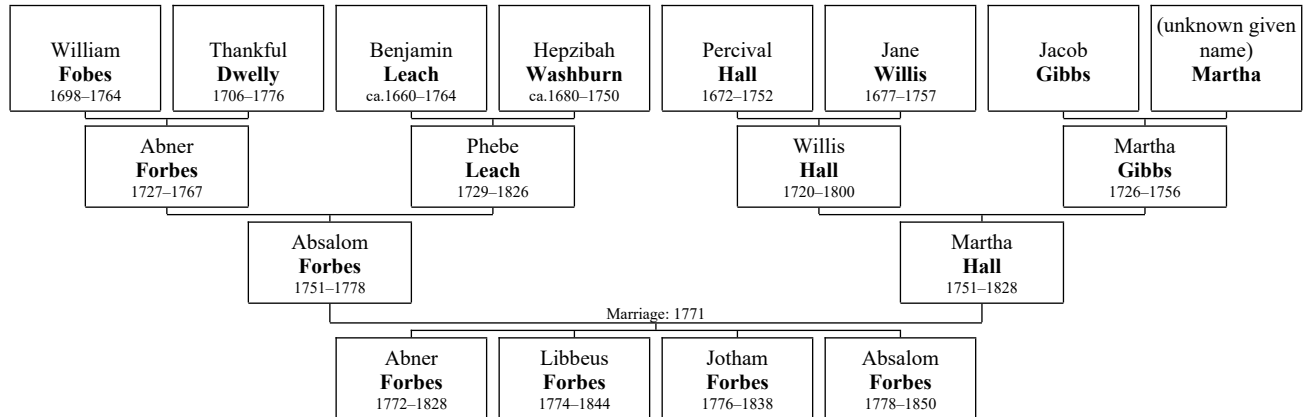 William
Fobes
1698–1764
Thankful
Dwelly
1706–1776
Benjamin
Leach
ca.1660–1764
Hepzibah
Washburn
ca.1680–1750
Percival
Hall
1672–1752
Jane
Willis
1677–1757
Jacob
Gibbs
(unknown given
name)
Martha
Abner
Forbes
1727–1767
Phebe
Leach
1729–1826
Willis
Hall
1720–1800
Martha
Gibbs
1726–1756
Absalom
Forbes
1751–1778
Martha
Hall
1751–1828
Marriage: 1771
Abner
Forbes
1772–1828
Libbeus
Forbes
1774–1844
Jotham
Forbes
1776–1838
Absalom
Forbes
1778–1850